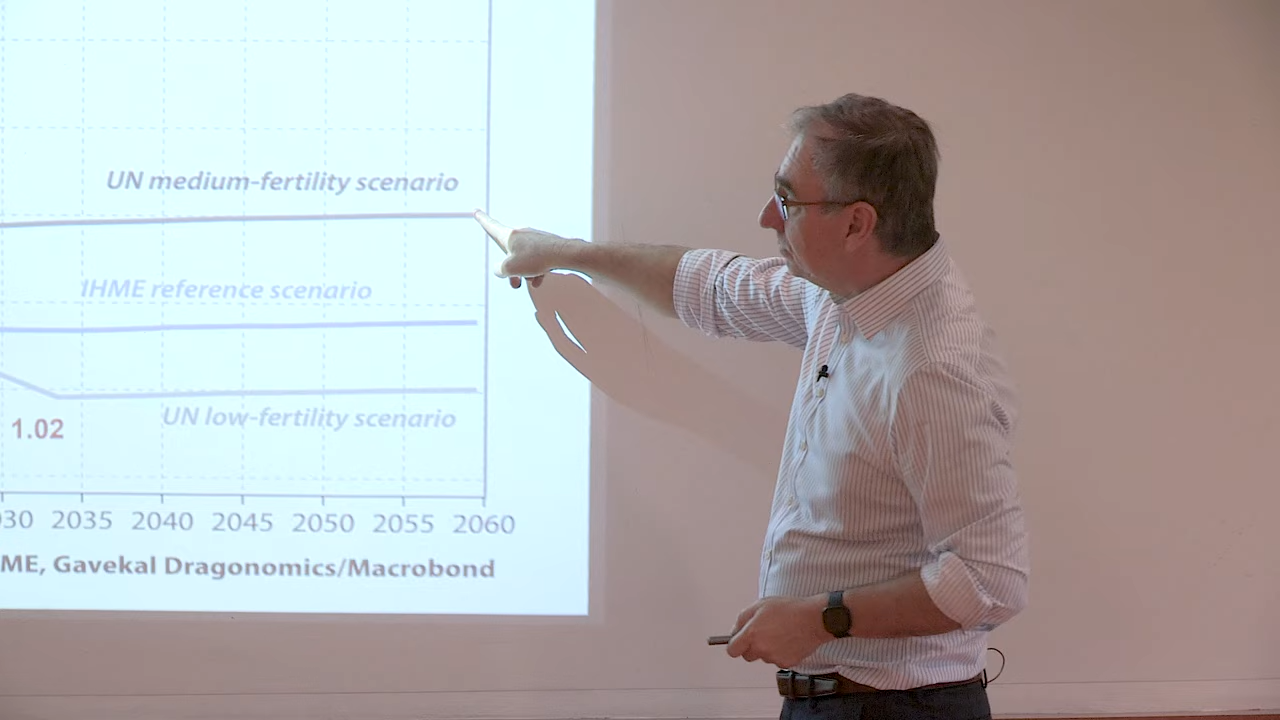 UN medium-fertility scenario
IHME reference scenario
UN low-fertility scenario
1.02
30 2035 2040 2045 2050 2055 2060
ME, Gavekal Dragonomics/Macrobond